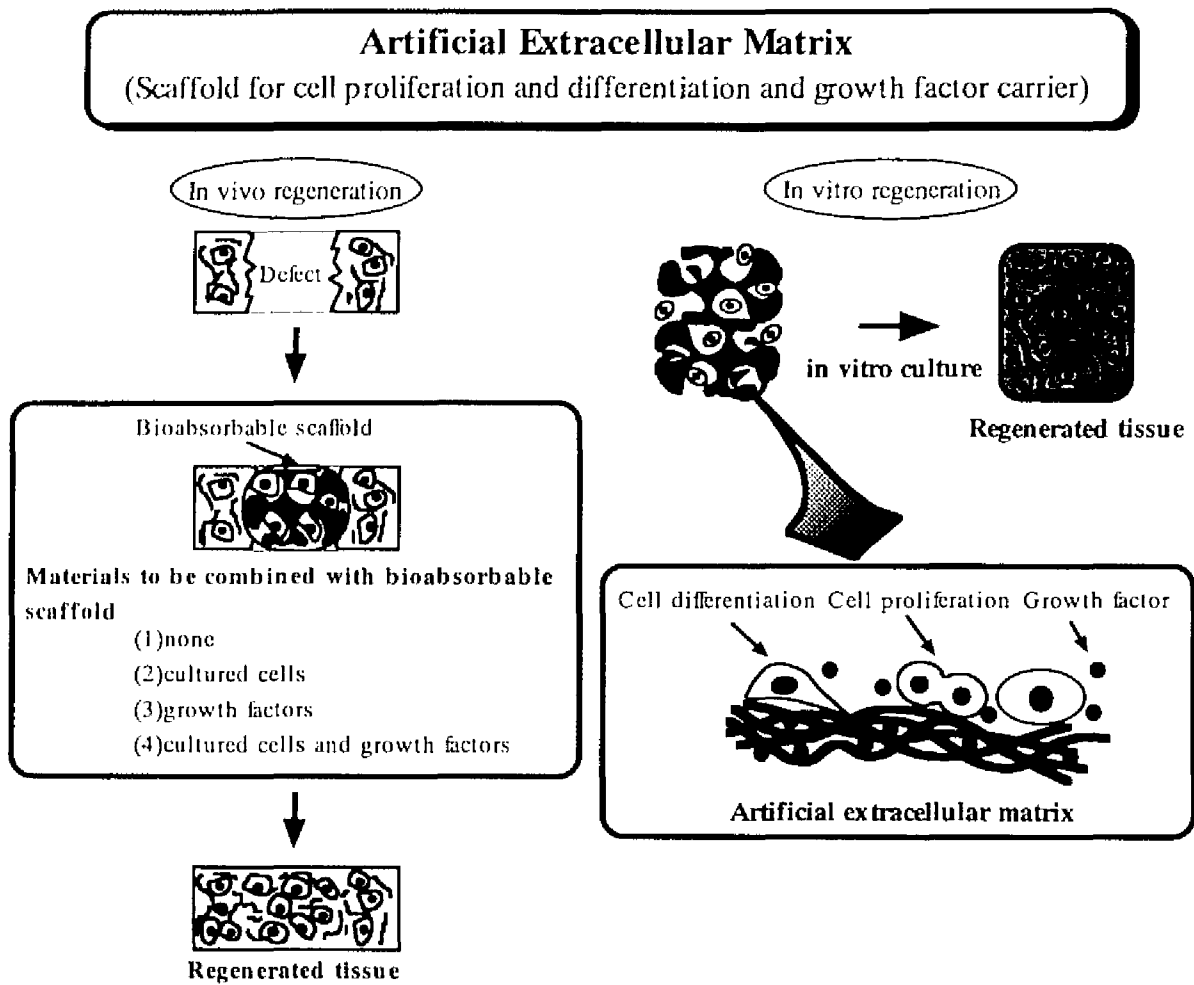 Artificial Extracellular Matrix
(Scaffold for cell proliferation and differentiation and growth factor carrier)
In vivo regeneration
Defect
Bioabsorbable scaffold
Materials to be combined with bioabsorbable
scaffold
(1)none
(2)cultured cells
(3)growth factors
(4)cultured cells and growth factors
Regenerated tissue
In vitro regeneration
in vitro culture
Regenerated tissue
Cell differentiation Cell proliferation Growth factor
Artificial extracellular matrix